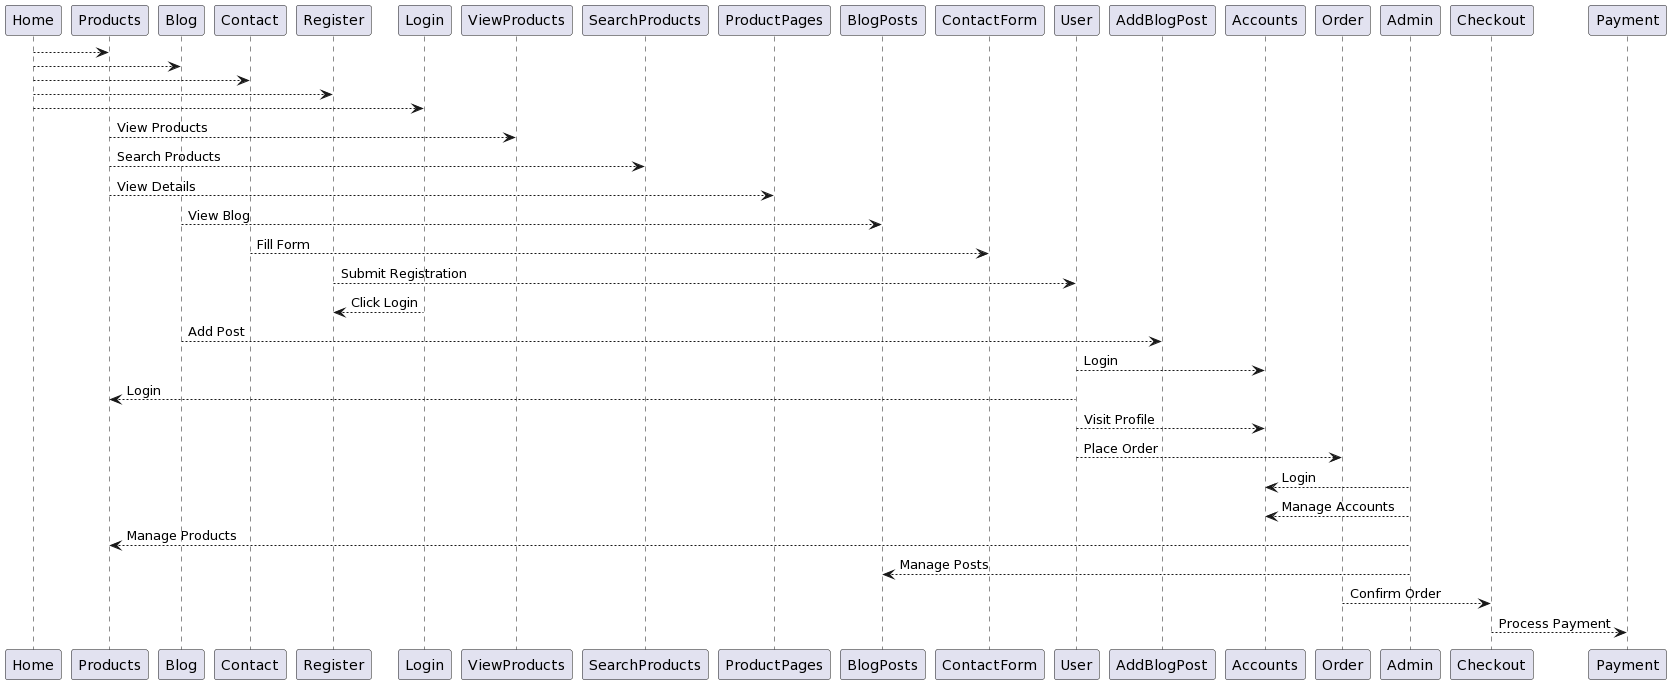 Home Products Blog Contact Register Login ViewProducts SearchProducts ProductPages BlogPosts ContactForm User AddBlogPost Accounts Order Admin Checkout Payment
View Products
Search Products
View Details
View Blog
Fill Form
Submit Registration
Click Login
Add Post
Login
Login
Visit Profile
Place Order
Login
Manage Accounts
Manage Products
Manage Posts
Confirm Order
Process Payment
Home Products Blog Contact Register Login ViewProducts SearchProducts ProductPages BlogPosts ContactForm User AddBlogPost Accounts Order Admin Checkout Payment